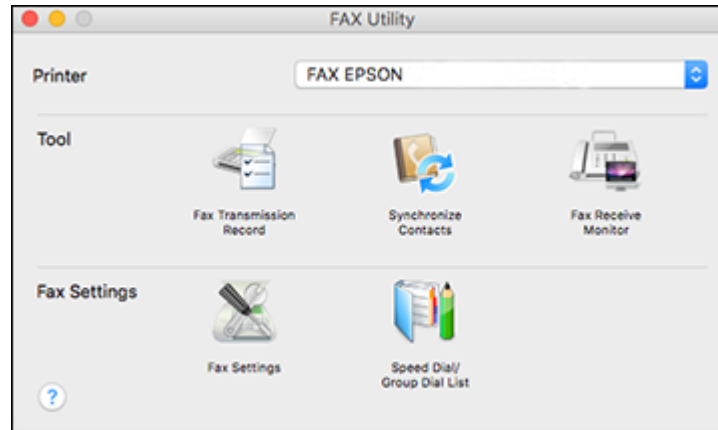 FAX Utility
Printer
FAX EPSON
Tool
Fax Transmission
Record
Synchronize
Contacts
Fax Receive
Monitor
Fax Settings
Fax Settings
Speed Dial/
Group Dial List
?